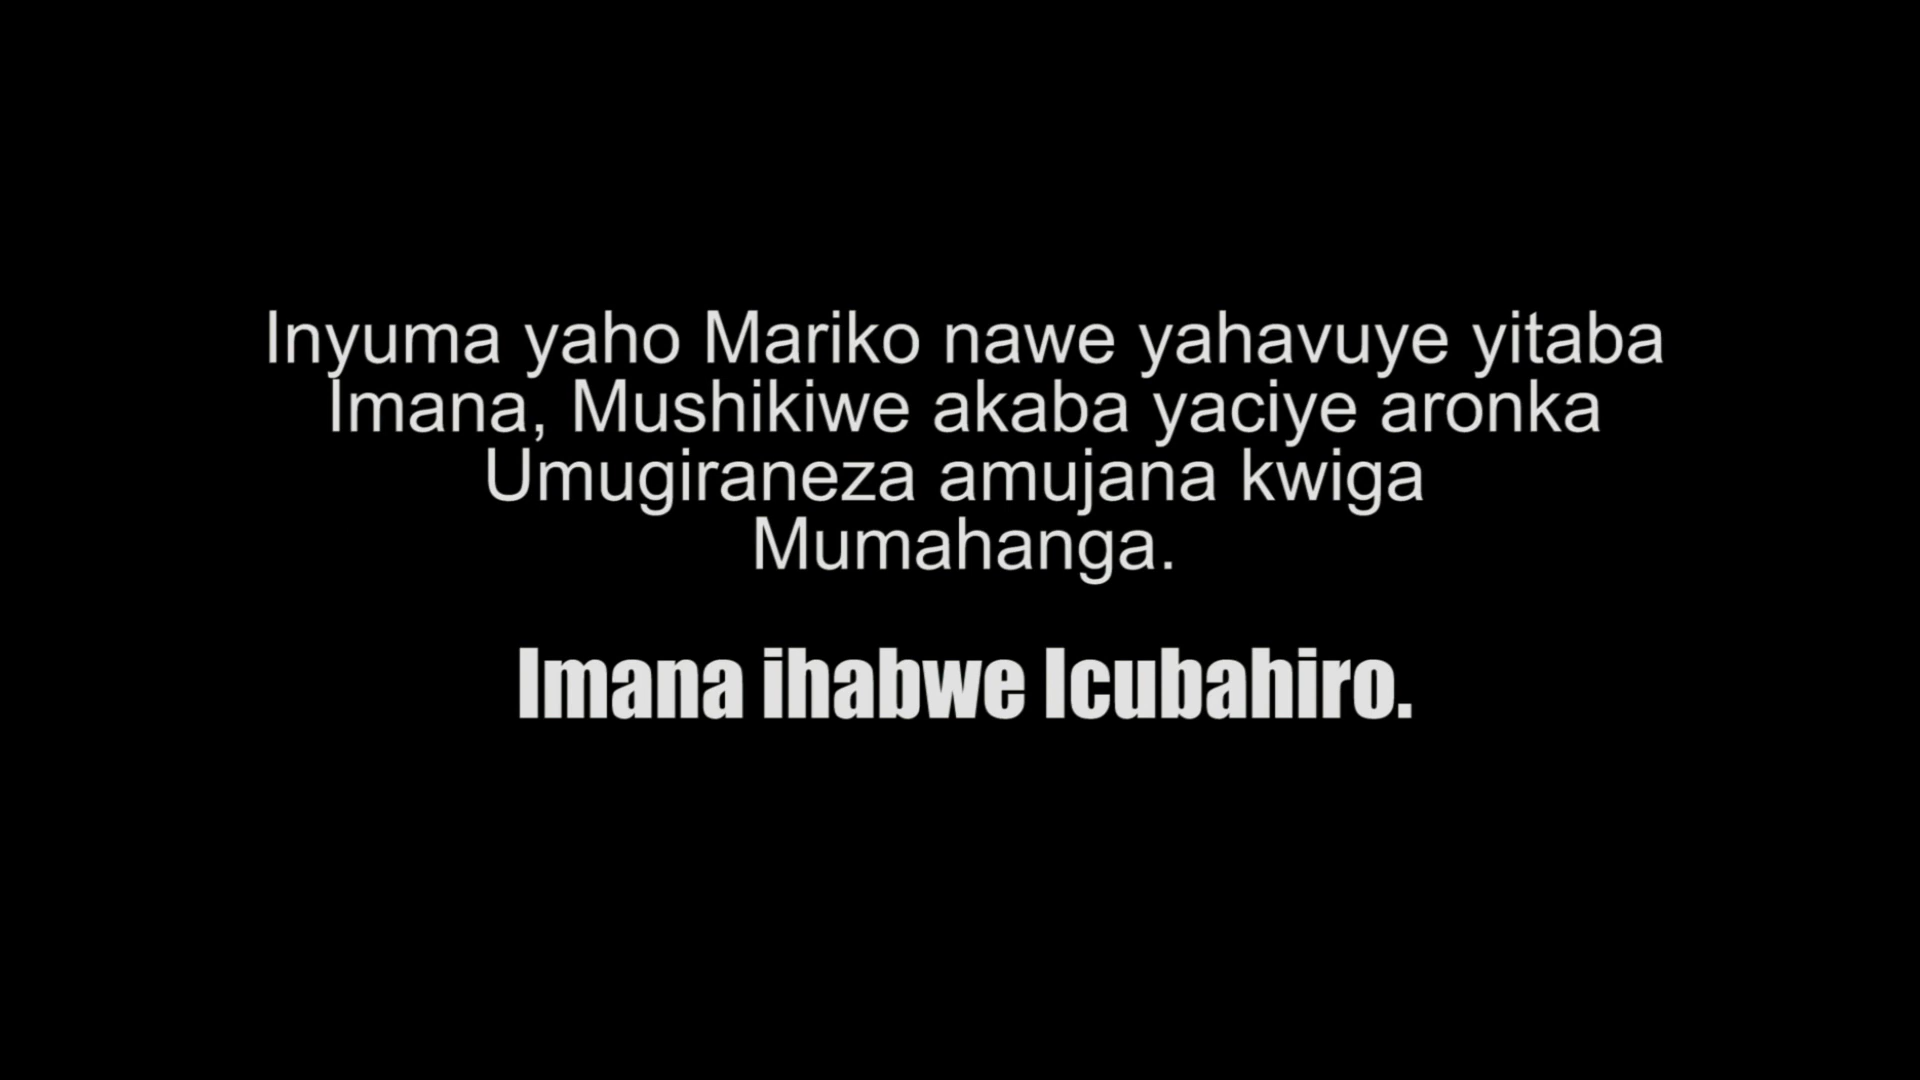 Inyuma yaho Mariko nawe yahavuye yitaba
Imana, Mushikiwe akaba yaciye aronka
Umugiraneza amujana kwiga
Mumahanga.
Imana ihabwe Icubahiro.